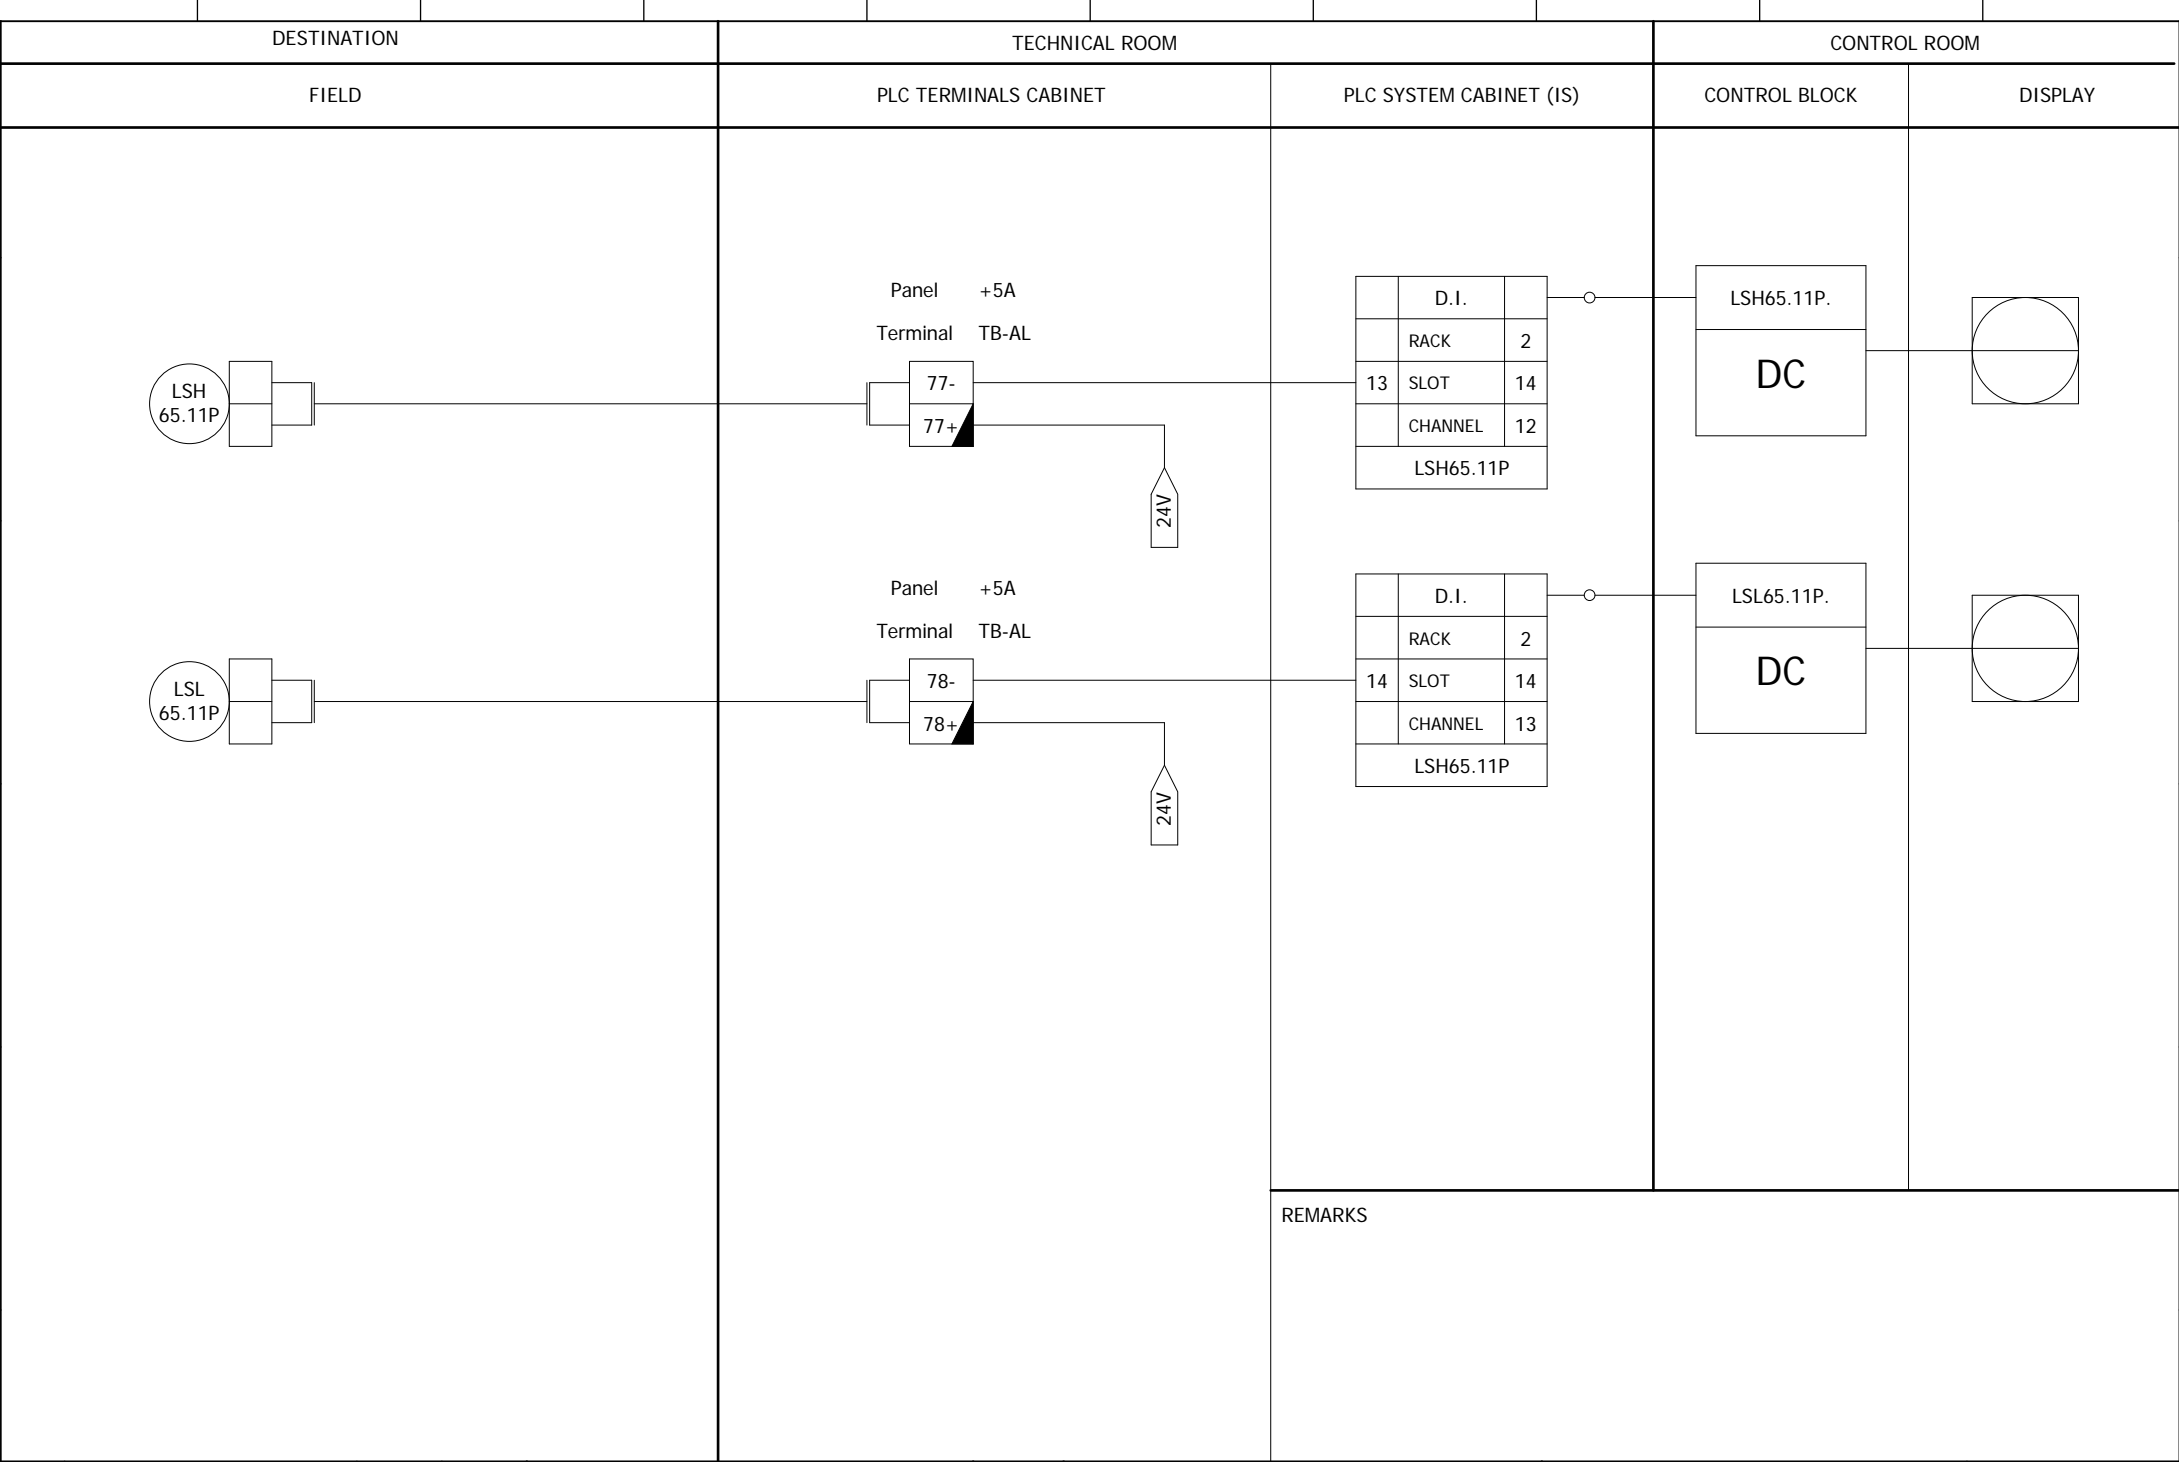 DESTINATION
TECHNICAL ROOM
CONTROL ROOM
FIELD
PLC TERMINALS CABINET
PLC SYSTEM CABINET (IS)
CONTROL BLOCK
DISPLAY
LSH
65.11P
Panel +5A
Terminal TB-AL
77-
77+
24V
D.I.
RACK 2
13 SLOT 14
CHANNEL 12
LSH65.11P
LSH65.11P.
DC
LSL
65.11P
Panel +5A
Terminal TB-AL
78-
78+
24V
D.I.
RACK 2
14 SLOT 14
CHANNEL 13
LSH65.11P
LSL65.11P.
DC
REMARKS